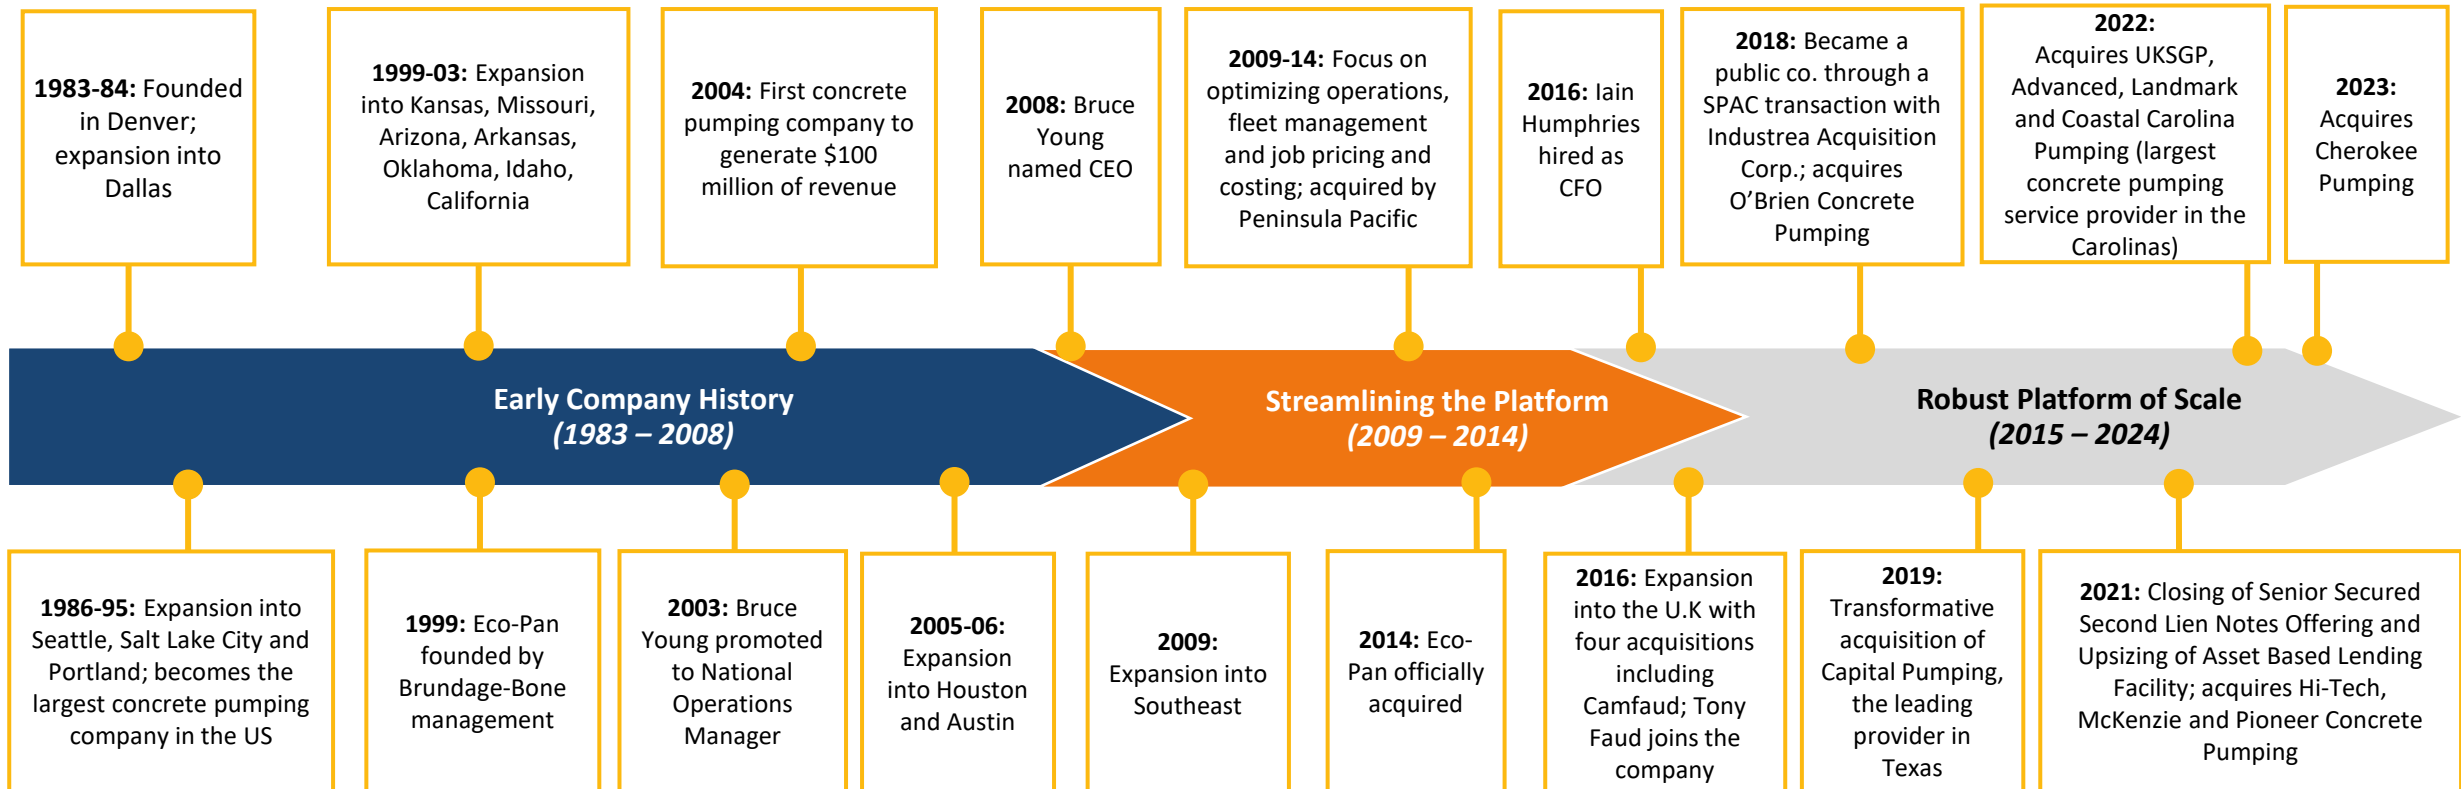 1983-84: Founded
in Denver;
expansion into
Dallas
1999-03: Expansion
into Kansas, Missouri,
Arizona, Arkansas,
Oklahoma, Idaho,
California
2004: First concrete
pumping company to
generate $100
million of revenue
2008: Bruce
Young
named CEO
2009-14: Focus on
optimizing operations,
fleet management
and job pricing and
costing; acquired by
Peninsula Pacific
2016: Iain
Humphries
hired as
CFO
2018: Became a
public co. through a
SPAC transaction with
Industrea Acquisition
Corp.; acquires
O’Brien Concrete
Pumping
2022:
Acquires UKSGP,
Advanced, Landmark
and Coastal Carolina
Pumping (largest
concrete pumping
service provider in the
Carolinas)
2023:
Acquires
Cherokee
Pumping
Early Company History
(1983 – 2008)
Streamlining the Platform
(2009 – 2014)
Robust Platform of Scale
(2015 – 2024)
1986-95: Expansion into
Seattle, Salt Lake City and
Portland; becomes the
largest concrete pumping
company in the US
1999: Eco-Pan
founded by
Brundage-Bone
management
2003: Bruce
Young promoted
to National
Operations
Manager
2005-06:
Expansion
into Houston
and Austin
2009:
Expansion into
Southeast
2014: Eco-
Pan officially
acquired
2016: Expansion
into the U.K with
four acquisitions
including
Camfaud; Tony
Faud joins the
company
2019:
Transformative
acquisition of
Capital Pumping,
the leading
provider in
Texas
2021: Closing of Senior Secured
Second Lien Notes Offering and
Upsizing of Asset Based Lending
Facility; acquires Hi-Tech,
McKenzie and Pioneer Concrete
Pumping